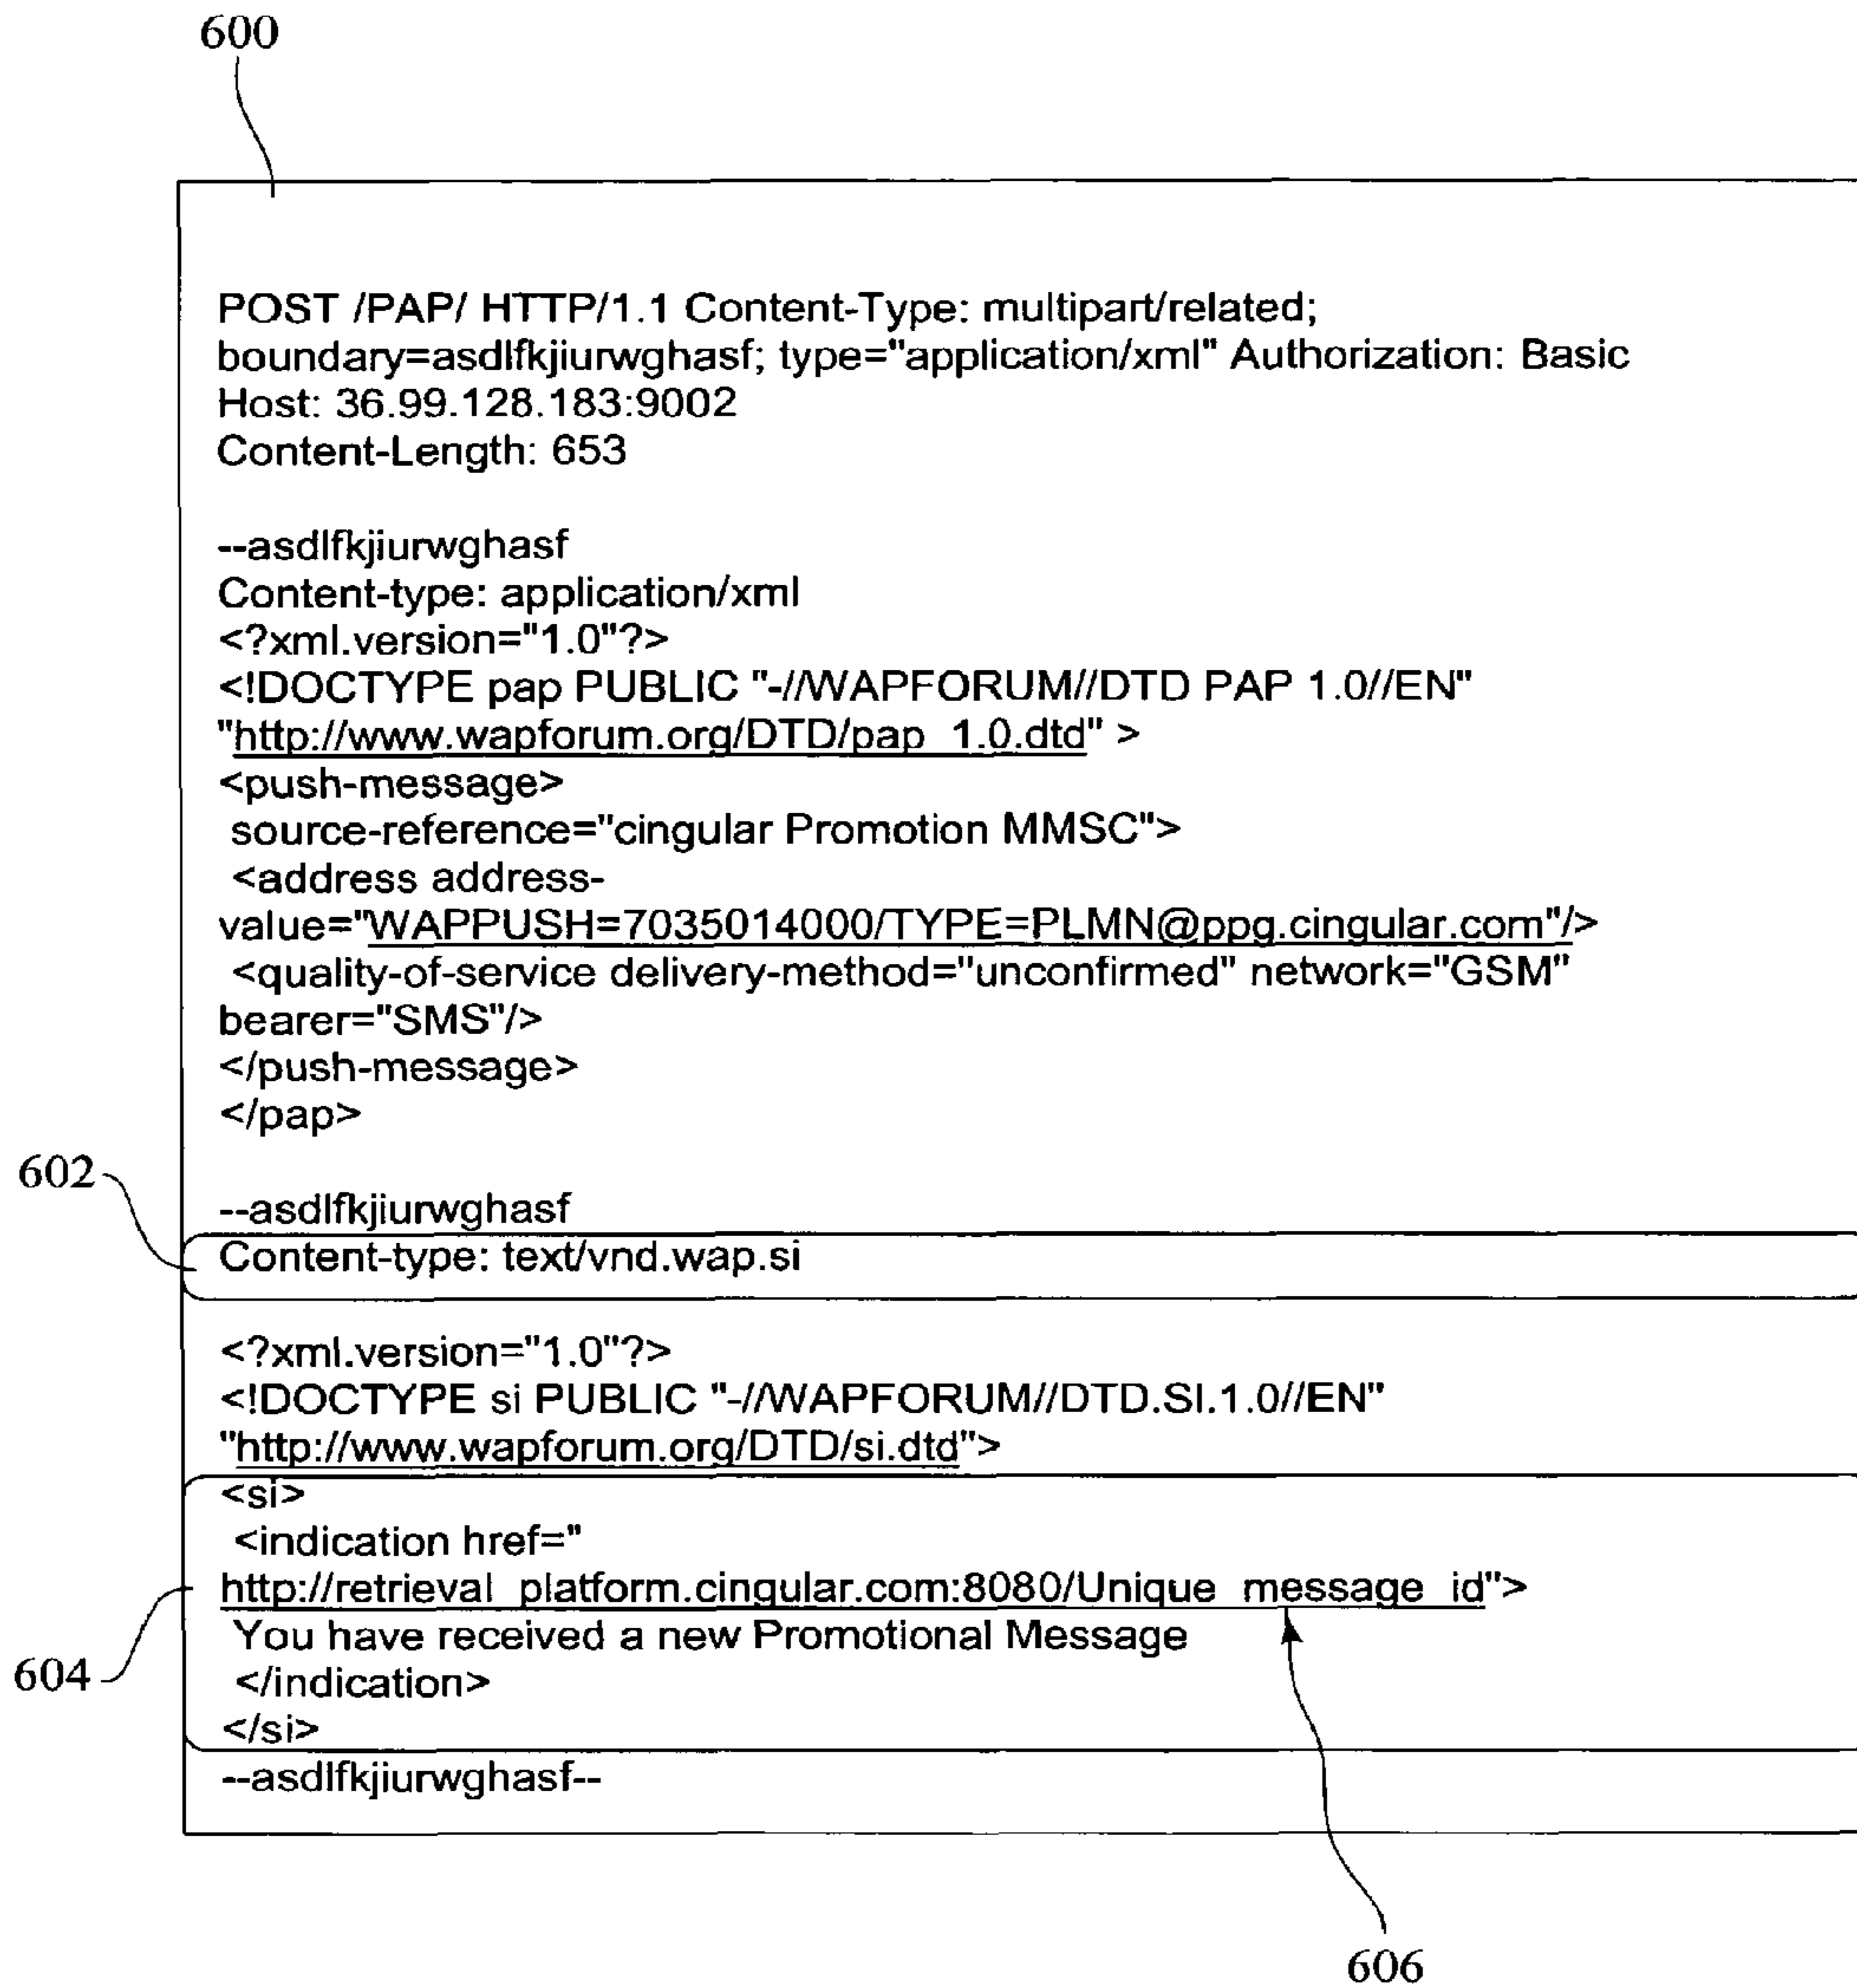 600
POST /PAP/ HTTP/1.1 Content-Type: multipart/related;
boundary=asdlfkjiurwghasf; type="application/xml" Authorization: Basic
Host: 36.99.128.183:9002
Content-Length: 653
--asdlfkjiurwghasf
Content-type: application/xml
<?xml.version="1.0"?>
<!DOCTYPE pap PUBLIC "-//WAPFORUM//DTD PAP 1.0//EN"
"http://www.wapforum.org/DTD/pap_1.0.dtd" >
<push-message>
source-reference="cingular Promotion MMSC">
<address address-
value="WAPPUSH=7035014000/TYPE=PLMN@ppg.cingular.com"/>
<quality-of-service delivery-method="unconfirmed" network="GSM"
bearer="SMS"/>
</push-message>
</pap>
602
--asdlfkjiurwghasf
Content-type: text/vnd.wap.si
<?xml.version="1.0"?>
<!DOCTYPE si PUBLIC "-//WAPFORUM//DTD.SI.1.0//EN"
"http://www.wapforum.org/DTD/si.dtd">
<si>
<indication href="
http://retrieval_platform.cingular.com:8080/Unique_message_id">
You have received a new Promotional Message
604
</indication>
</si>
--asdlfkjiurwghasf--
606